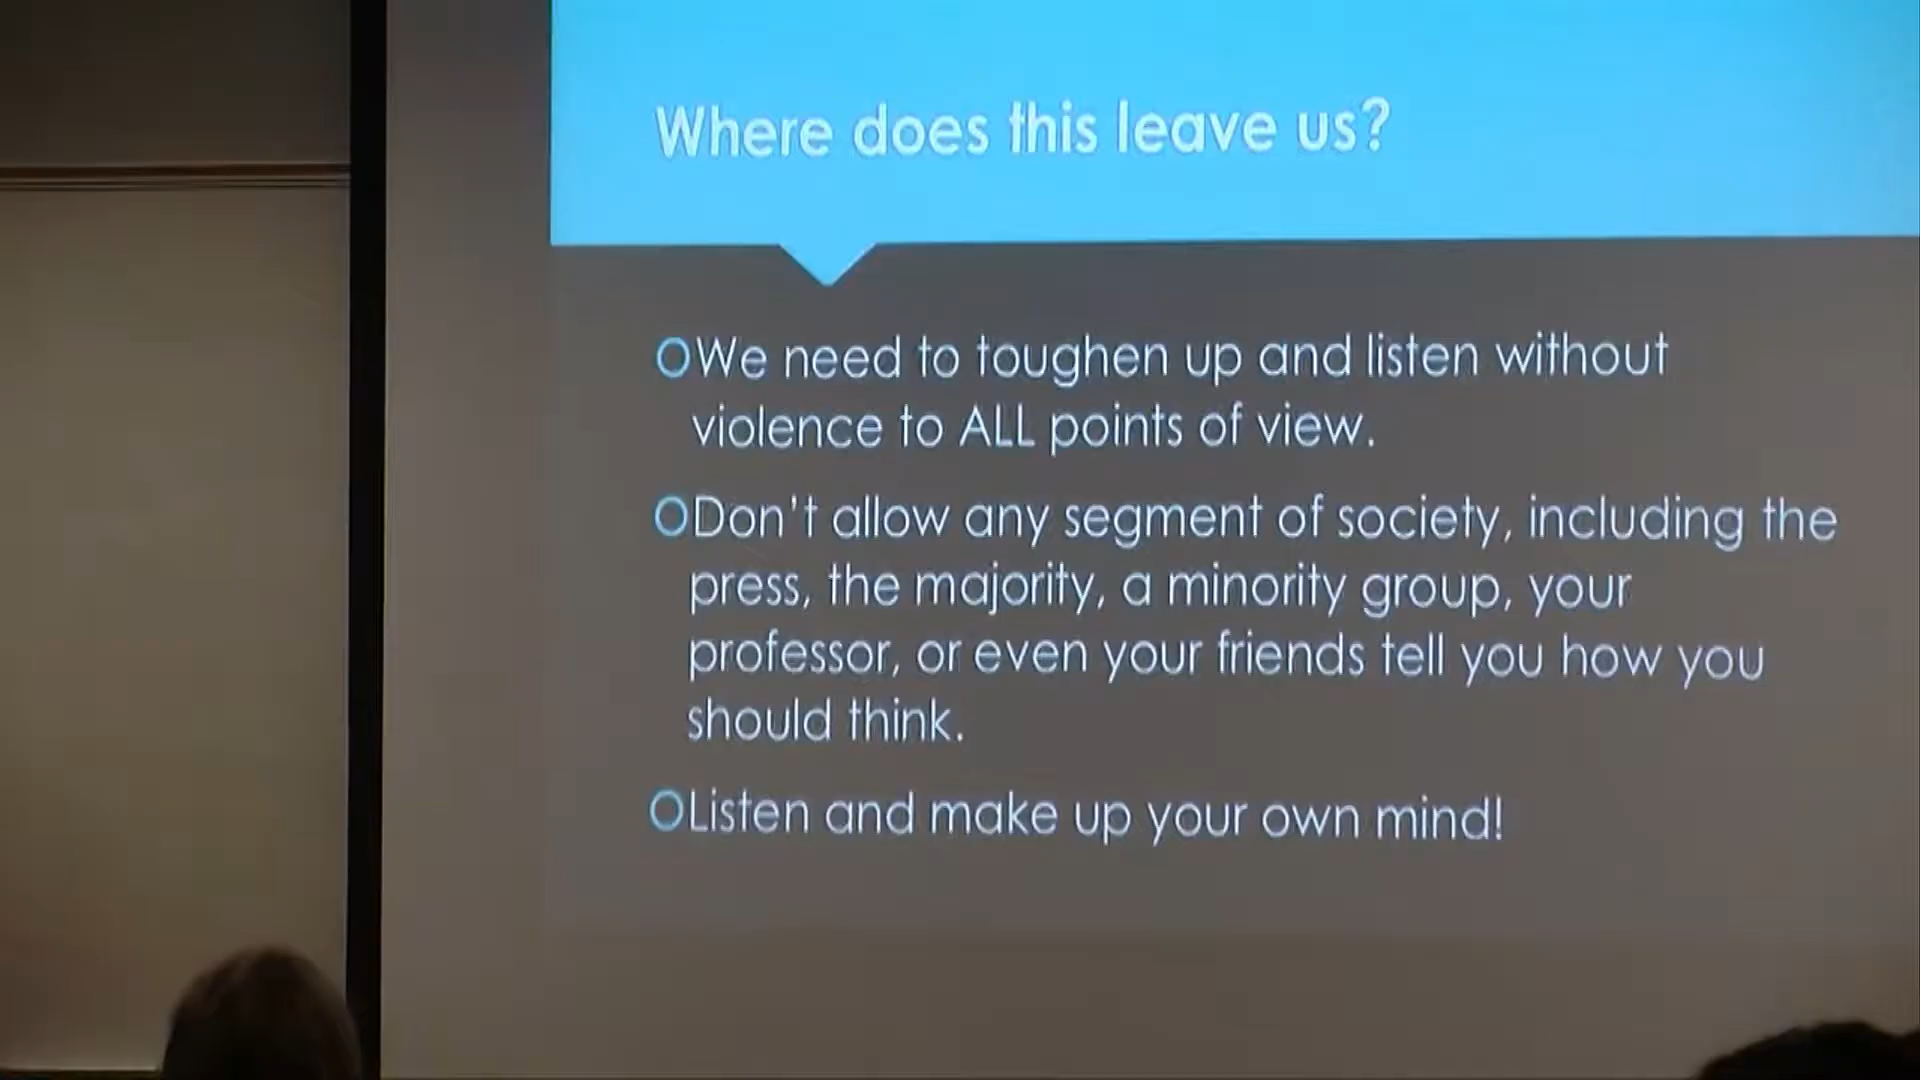 Where does this leave us?
We need to toughen up and listen without
violence to ALL points of view.
Don't allow any segment of society, including the
press, the majority, a minority group, your
professor, or even your friends tell you how you
should think.
Listen and make up your own mind!